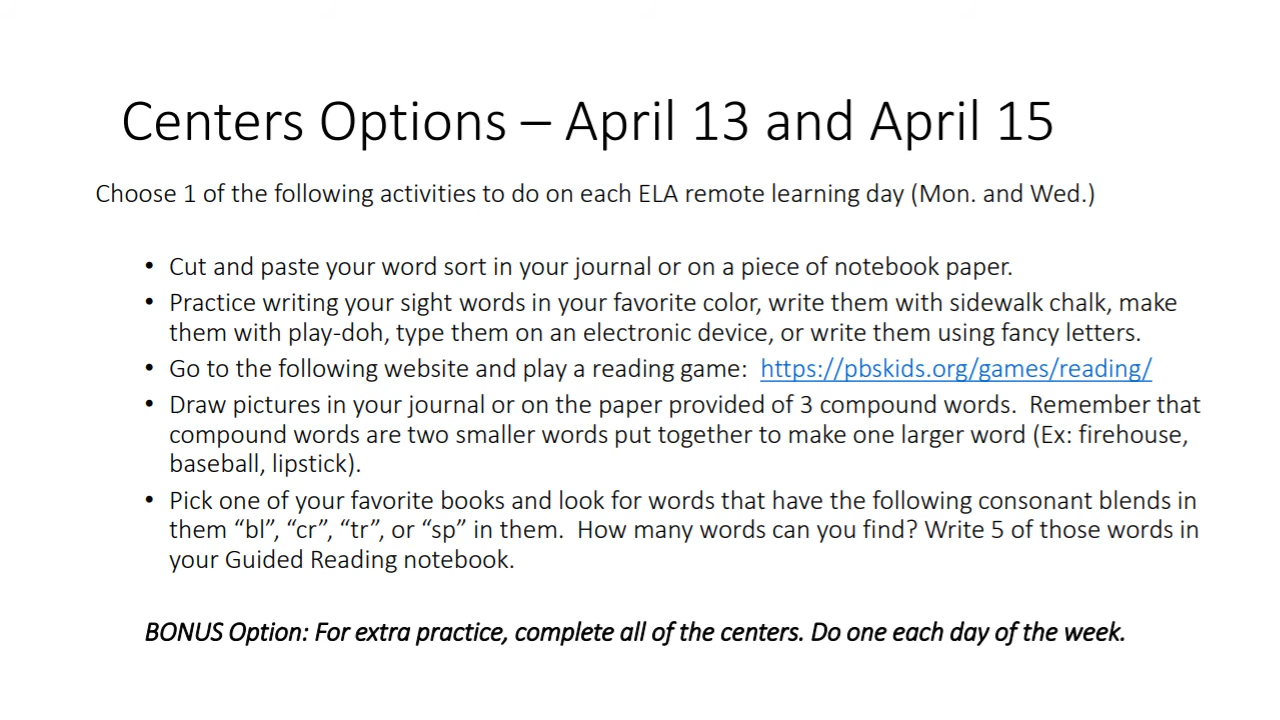 Centers Options – April 13 and April 15
Choose 1 of the following activities to do on each ELA remote learning day (Mon. and Wed.)
• Cut and paste your word sort in your journal or on a piece of notebook paper.
• Practice writing your sight words in your favorite color, write them with sidewalk chalk, make
them with play-doh, type them on an electronic device, or write them using fancy letters.
• Go to the following website and play a reading game:  https://pbskids.org/games/reading/
• Draw pictures in your journal or on the paper provided of 3 compound words.  Remember that
compound words are two smaller words put together to make one larger word (Ex: firehouse,
baseball, lipstick).
• Pick one of your favorite books and look for words that have the following consonant blends in
them “bl”, “cr”, “tr”, or “sp” in them.  How many words can you find? Write 5 of those words in
your Guided Reading notebook.
BONUS Option: For extra practice, complete all of the centers. Do one each day of the week.